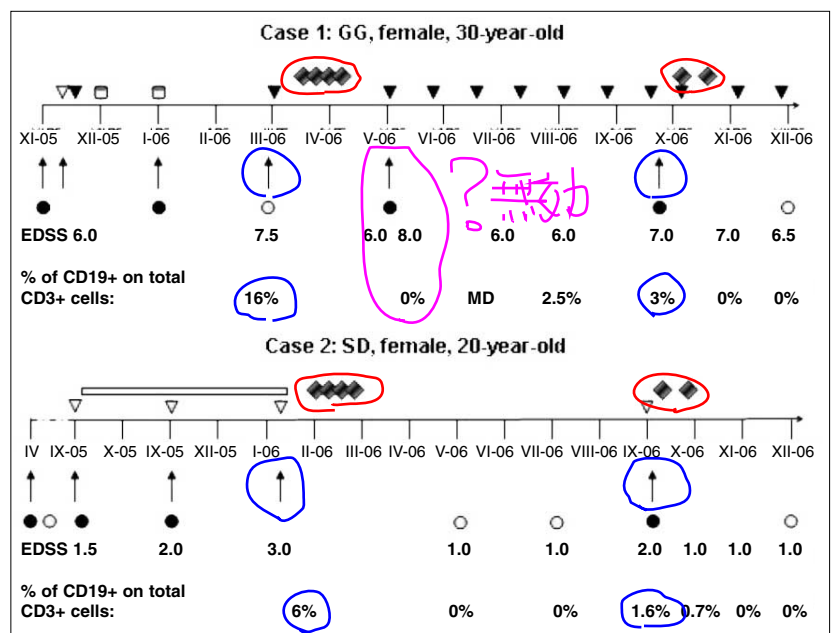 Case 1: GG, female, 30-year-old
XI-05 XII-05 I-06 II-06 III-06 IV-06 V-06 VI-06 VII-06 VIII-06 IX-06 X-06 XI-06 XII-06
?無効
EDSS 6.0 7.5 6.0 8.0 6.0 6.0 7.0 7.0 6.5
% of CD19+ on total
CD3+ cells: 16% 0% MD 2.5% 3% 0% 0%
Case 2: SD, female, 20-year-old
IV IX-05 X-05 IX-05 XII-05 I-06 II-06 III-06 IV-06 V-06 VI-06 VII-06 VIII-06 IX-06 X-06 XI-06 XII-06
EDSS 1.5 2.0 3.0 1.0 1.0 2.0 1.0 1.0 1.0
% of CD19+ on total
CD3+ cells: 6% 0% 0% 1.6% 0.7% 0% 0%